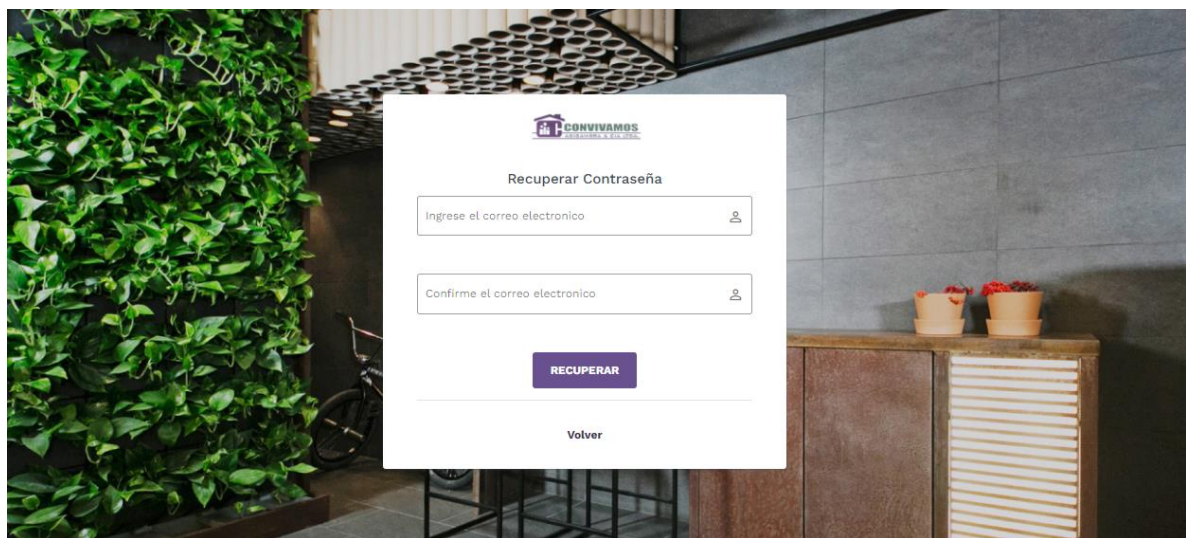 CONVIVAMOS
Recuperar Contraseña
Ingrese el correo electronico
Confirme el correo electronico
RECUPERAR
Volver